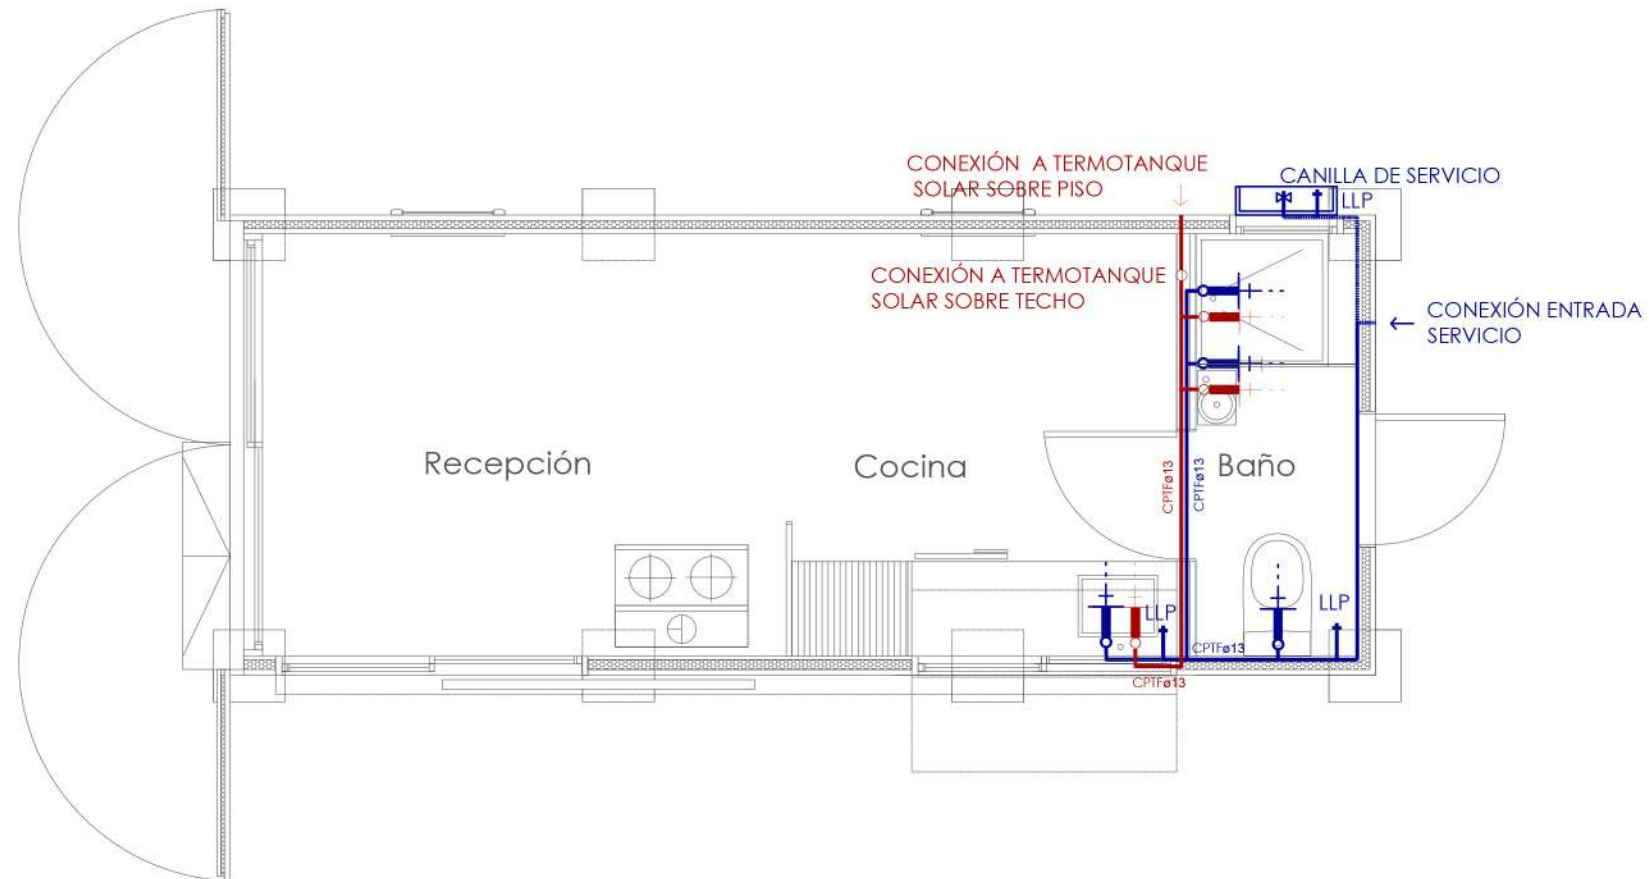 CONEXIÓN A TERMOTANQUE
SOLAR SOBRE PISO
CANILLA DE SERVICIO
LLP
CONEXIÓN A TERMOTANQUE
SOLAR SOBRE TECHO
CONEXIÓN ENTRADA
SERVICIO
Recepción
Cocina
CPTFø13
CPTFø13
Baño
LLP
LLP
CPTFø13
CPTFø13